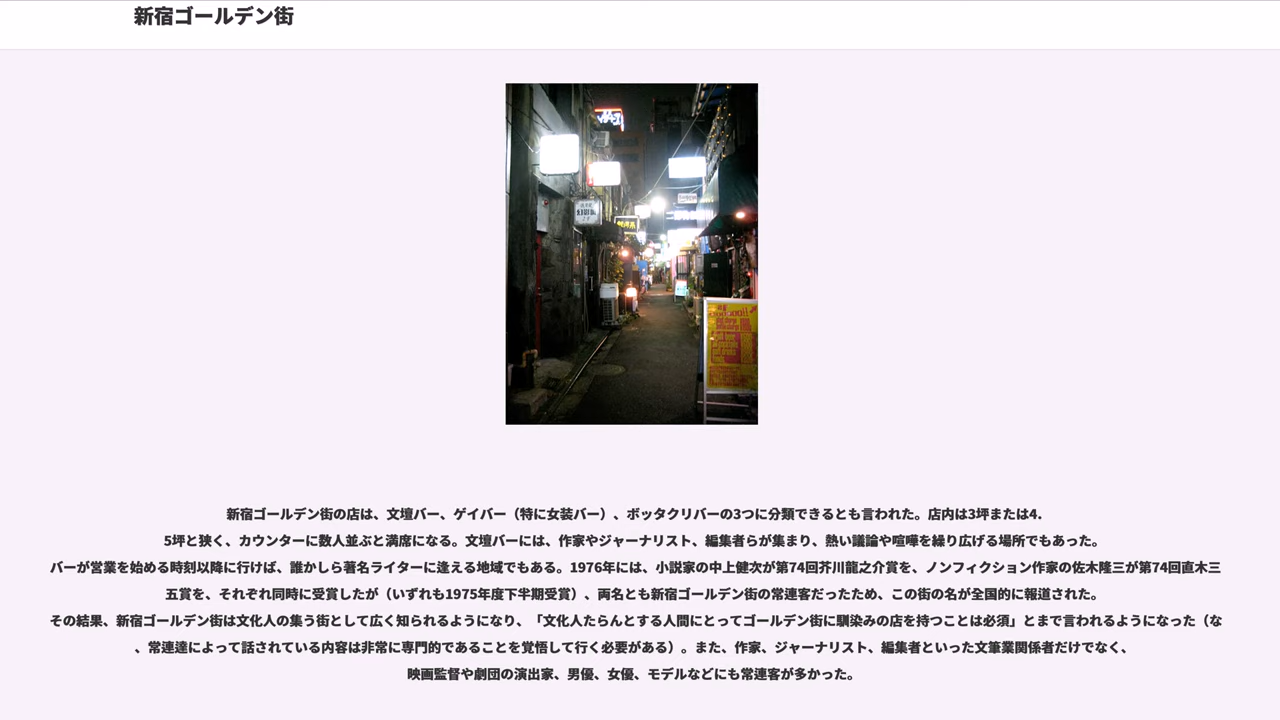 新宿ゴールデン街
新宿ゴールデン街の店は、文壇バー、ゲイバー（特に女装バー）、ボッタクリバーの3つに分類できるとも言われた。店内は3坪または4.
5坪と狭く、カウンターに数人並ぶと満席になる。文壇バーには、作家やジャーナリスト、編集者らが集まり、熱い議論や喧嘩を繰り広げる場所でもあった。
バーが営業を始める時刻以降に行けば、誰かしら著名ライターに逢える地域でもある。1976年には、小説家の中上健次が第74回芥川龍之介賞を、ノンフィクション作家の佐木隆三が第74回直木三
五賞を、それぞれ同時に受賞したが（いずれも1975年度下半期受賞）、両名とも新宿ゴールデン街の常連客だったため、この街の名が全国的に報道された。
その結果、新宿ゴールデン街は文化人の集う街として広く知られるようになり、「文化人たらんとする人間にとってゴールデン街に馴染みの店を持つことは必須」とまで言われるようになった（な
、常連達によって話されている内容は非常に専門的であることを覚悟して行く必要がある）。また、作家、ジャーナリスト、編集者といった文筆業関係者だけでなく、
映画監督や劇団の演出家、男優、女優、モデルなどにも常連客が多かった。